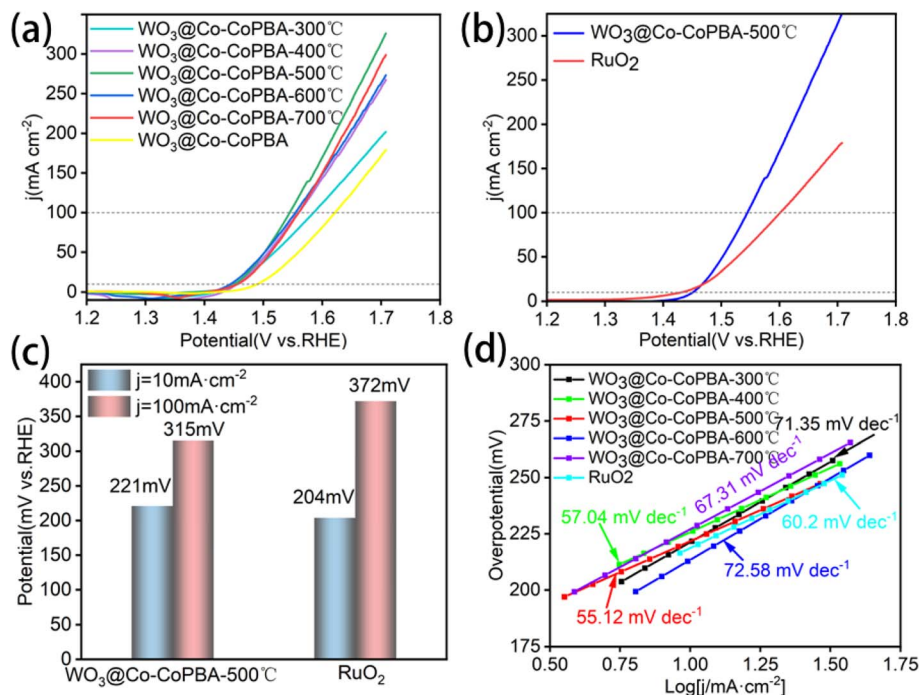 (a)
WO₃@Co-CoPBA-300℃
WO₃@Co-CoPBA-400℃
WO₃@Co-CoPBA-500℃
WO₃@Co-CoPBA-600℃
WO₃@Co-CoPBA-700℃
WO₃@Co-CoPBA
j(mA cm⁻²)
300
250
200
150
100
50
0
1.2 1.3 1.4 1.5 1.6 1.7 1.8
Potential(V vs.RHE)
(b)
WO₃@Co-CoPBA-500℃
RuO₂
j(mA cm⁻²)
300
250
200
150
100
50
0
1.2 1.3 1.4 1.5 1.6 1.7 1.8
Potential(V vs.RHE)
(c)
j=10mA·cm⁻²
j=100mA·cm⁻²
Potential(mV vs.RHE)
400
350
300
250
200
150
100
50
0
221mV
315mV
204mV
372mV
WO₃@Co-CoPBA-500℃
RuO₂
(d)
WO₃@Co-CoPBA-300℃
WO₃@Co-CoPBA-400℃
WO₃@Co-CoPBA-500℃
WO₃@Co-CoPBA-600℃
WO₃@Co-CoPBA-700℃
RuO2
Overpotential(mV)
300
275
250
225
200
175
71.35 mV dec⁻¹
67.31 mV dec⁻¹
57.04 mV dec⁻¹
60.2 mV dec⁻¹
72.58 mV dec⁻¹
55.12 mV dec⁻¹
0.50 0.75 1.00 1.25 1.50 1.75
Log[j/mA·cm⁻²]